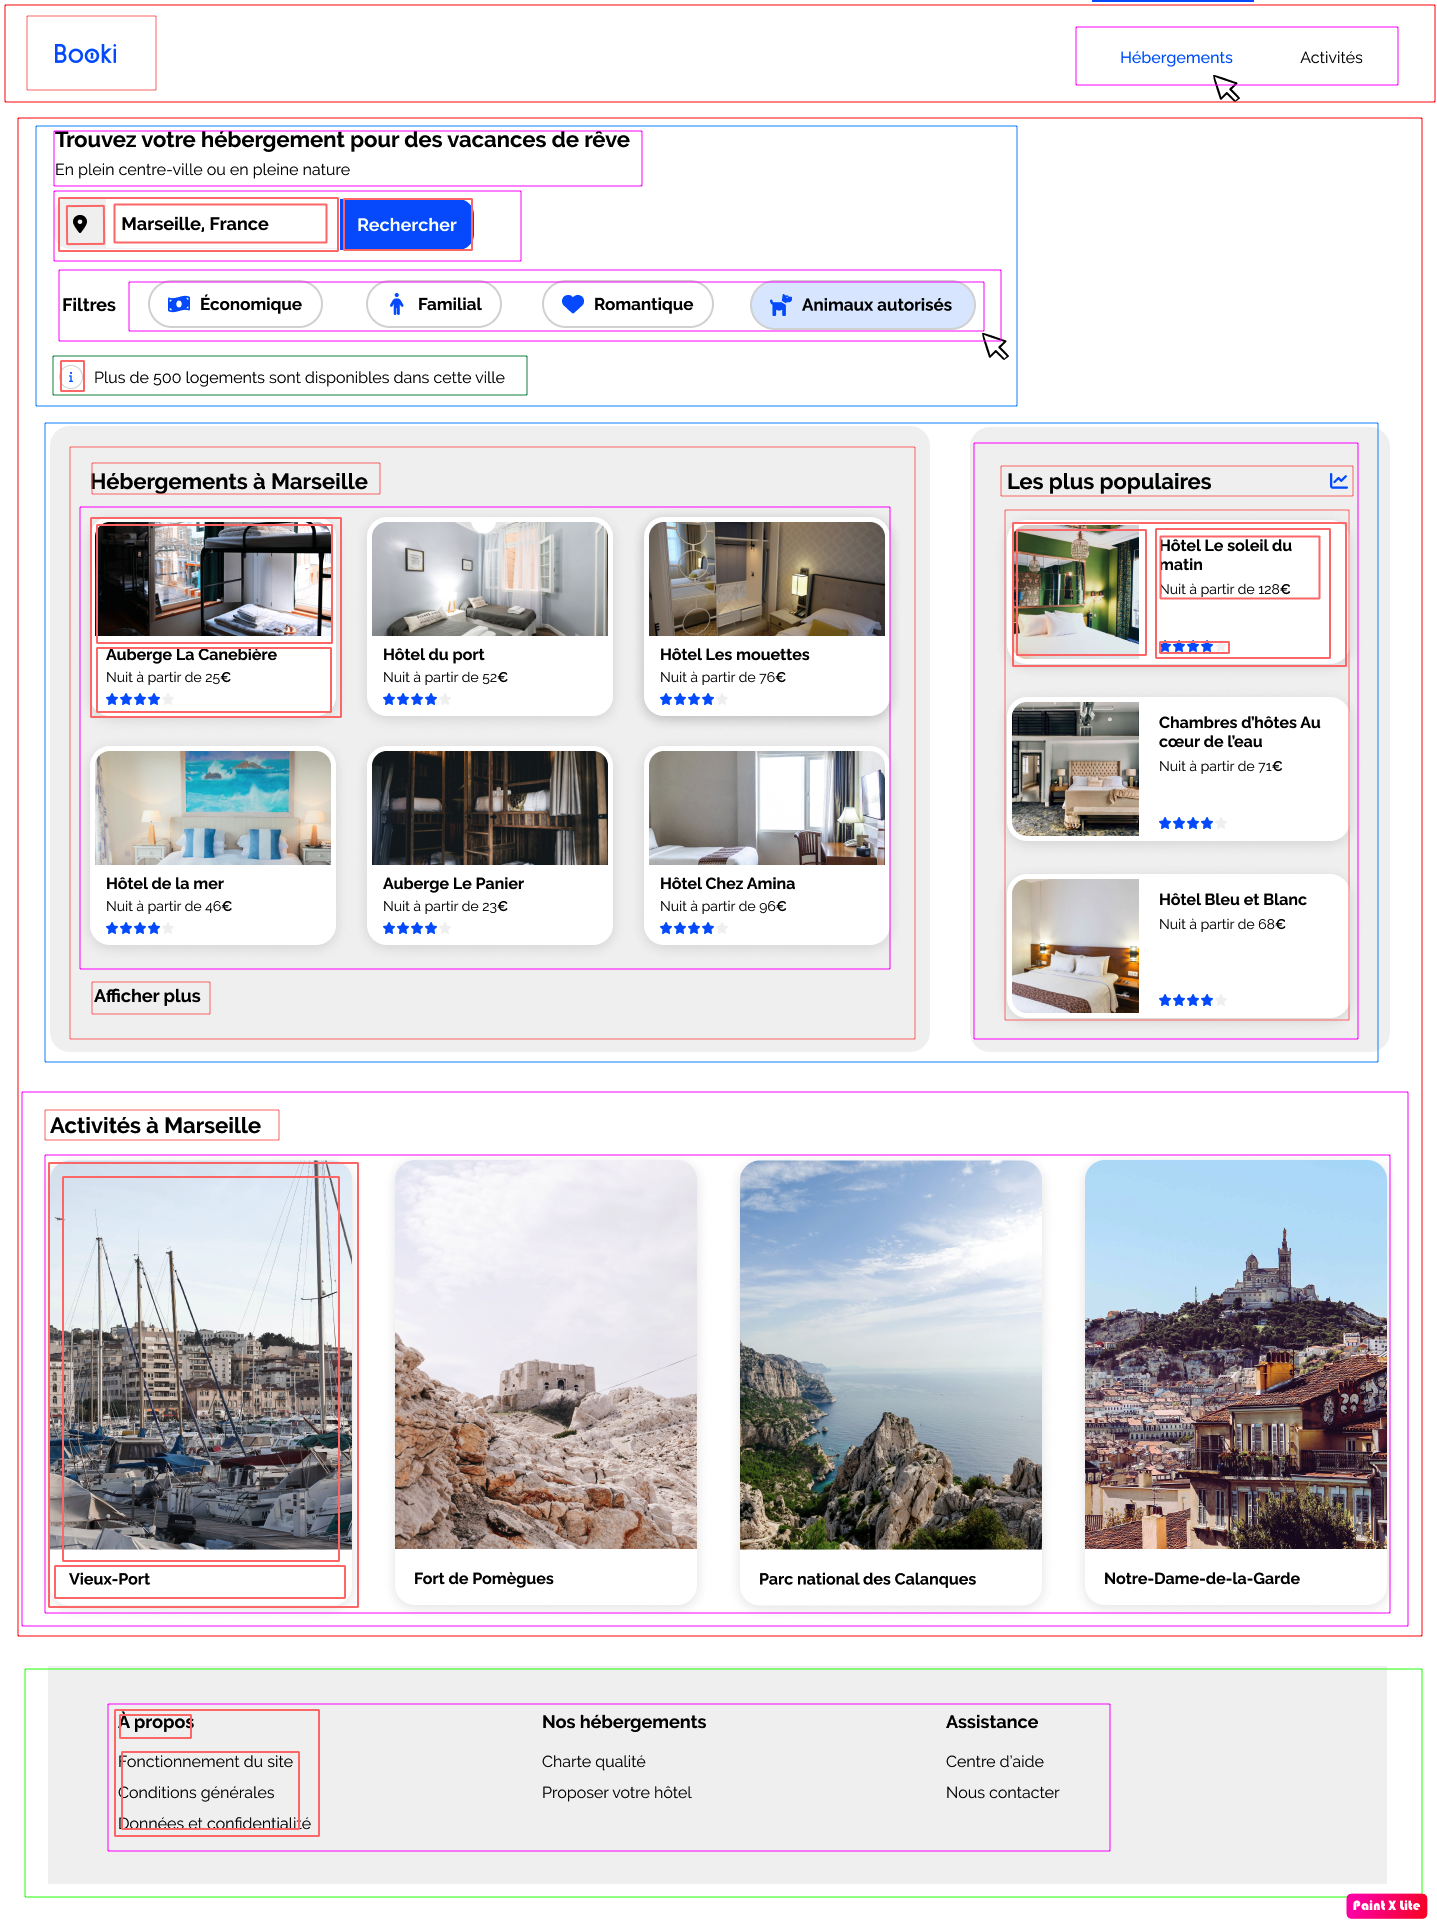 Booki
Hébergements
Activités
Trouvez votre hébergement pour des vacances de rêve
En plein centre-ville ou en pleine nature
Marseille, France
Rechercher
Filtres
Économique
Familial
Romantique
Animaux autorisés
i
Plus de 500 logements sont disponibles dans cette ville
Hébergements à Marseille
Auberge La Canebière
Nuit à partir de 25€
Hôtel du port
Nuit à partir de 52€
Hôtel Les mouettes
Nuit à partir de 76€
Hôtel de la mer
Nuit à partir de 46€
Auberge Le Panier
Nuit à partir de 23€
Hôtel Chez Amina
Nuit à partir de 96€
Afficher plus
Les plus populaires
Hôtel Le soleil du
matin
Nuit à partir de 128€
Chambres d'hôtes Au
cœur de l'eau
Nuit à partir de 71€
Hôtel Bleu et Blanc
Nuit à partir de 68€
Activités à Marseille
Vieux-Port
Fort de Pomègues
Parc national des Calanques
Notre-Dame-de-la-Garde
À propos
Fonctionnement du site
Conditions générales
Données et confidentialité
Nos hébergements
Charte qualité
Proposer votre hôtel
Assistance
Centre d'aide
Nous contacter
Paint X Lite